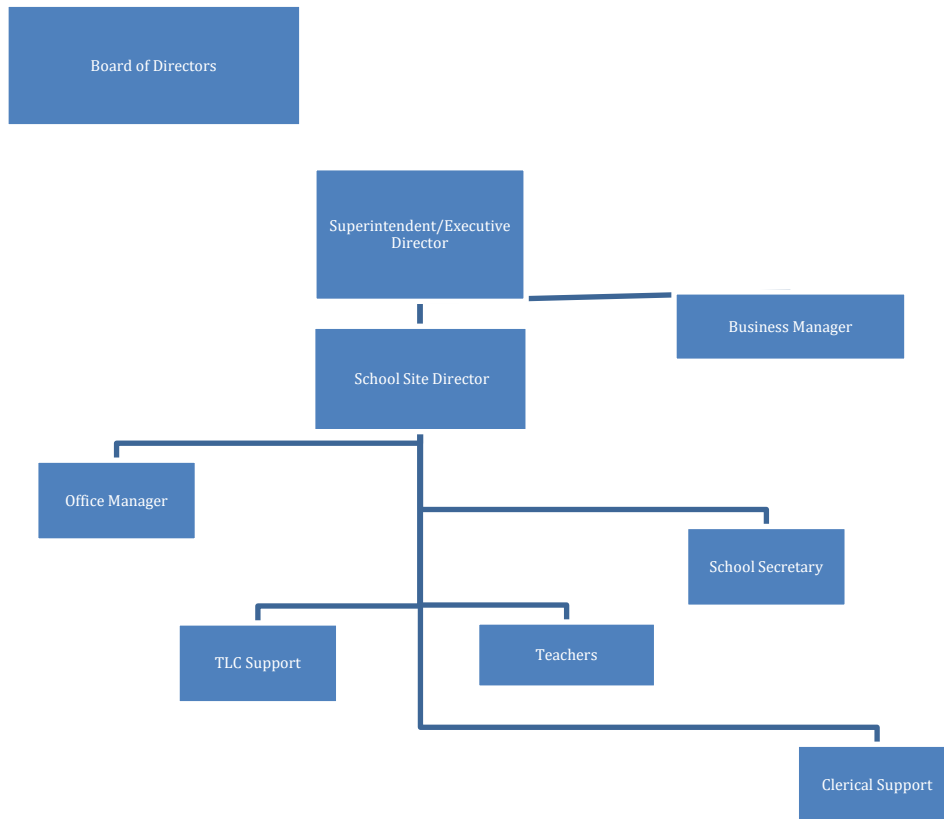 Board of Directors
Superintendent/Executive
Director
Business Manager
School Site Director
Office Manager
School Secretary
TLC Support
Teachers
Clerical Support